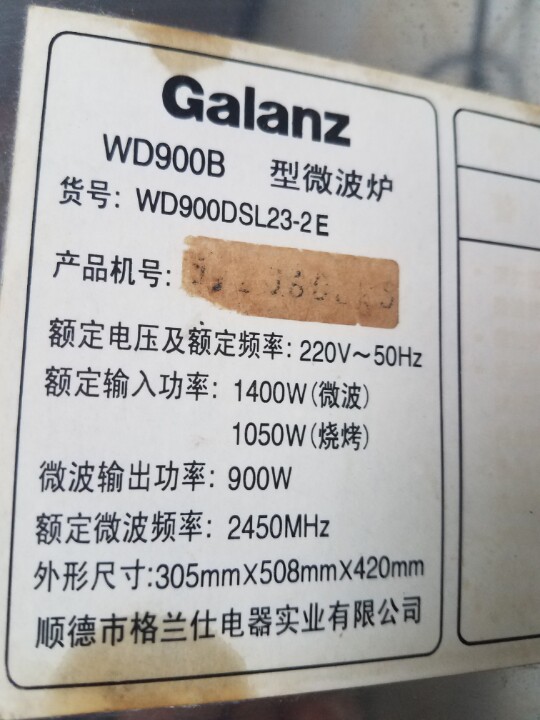 Galanz
WD900B 型微波炉
货号: WD900DSL23-2E
产品机号:
额定电压及额定频率: 220V～50Hz
额定输入功率: 1400W(微波)
1050W(烧烤)
微波输出功率: 900W
额定微波频率: 2450MHz
外形尺寸:305mmX508mmX420mm
顺德市格兰仕电器实业有限公司